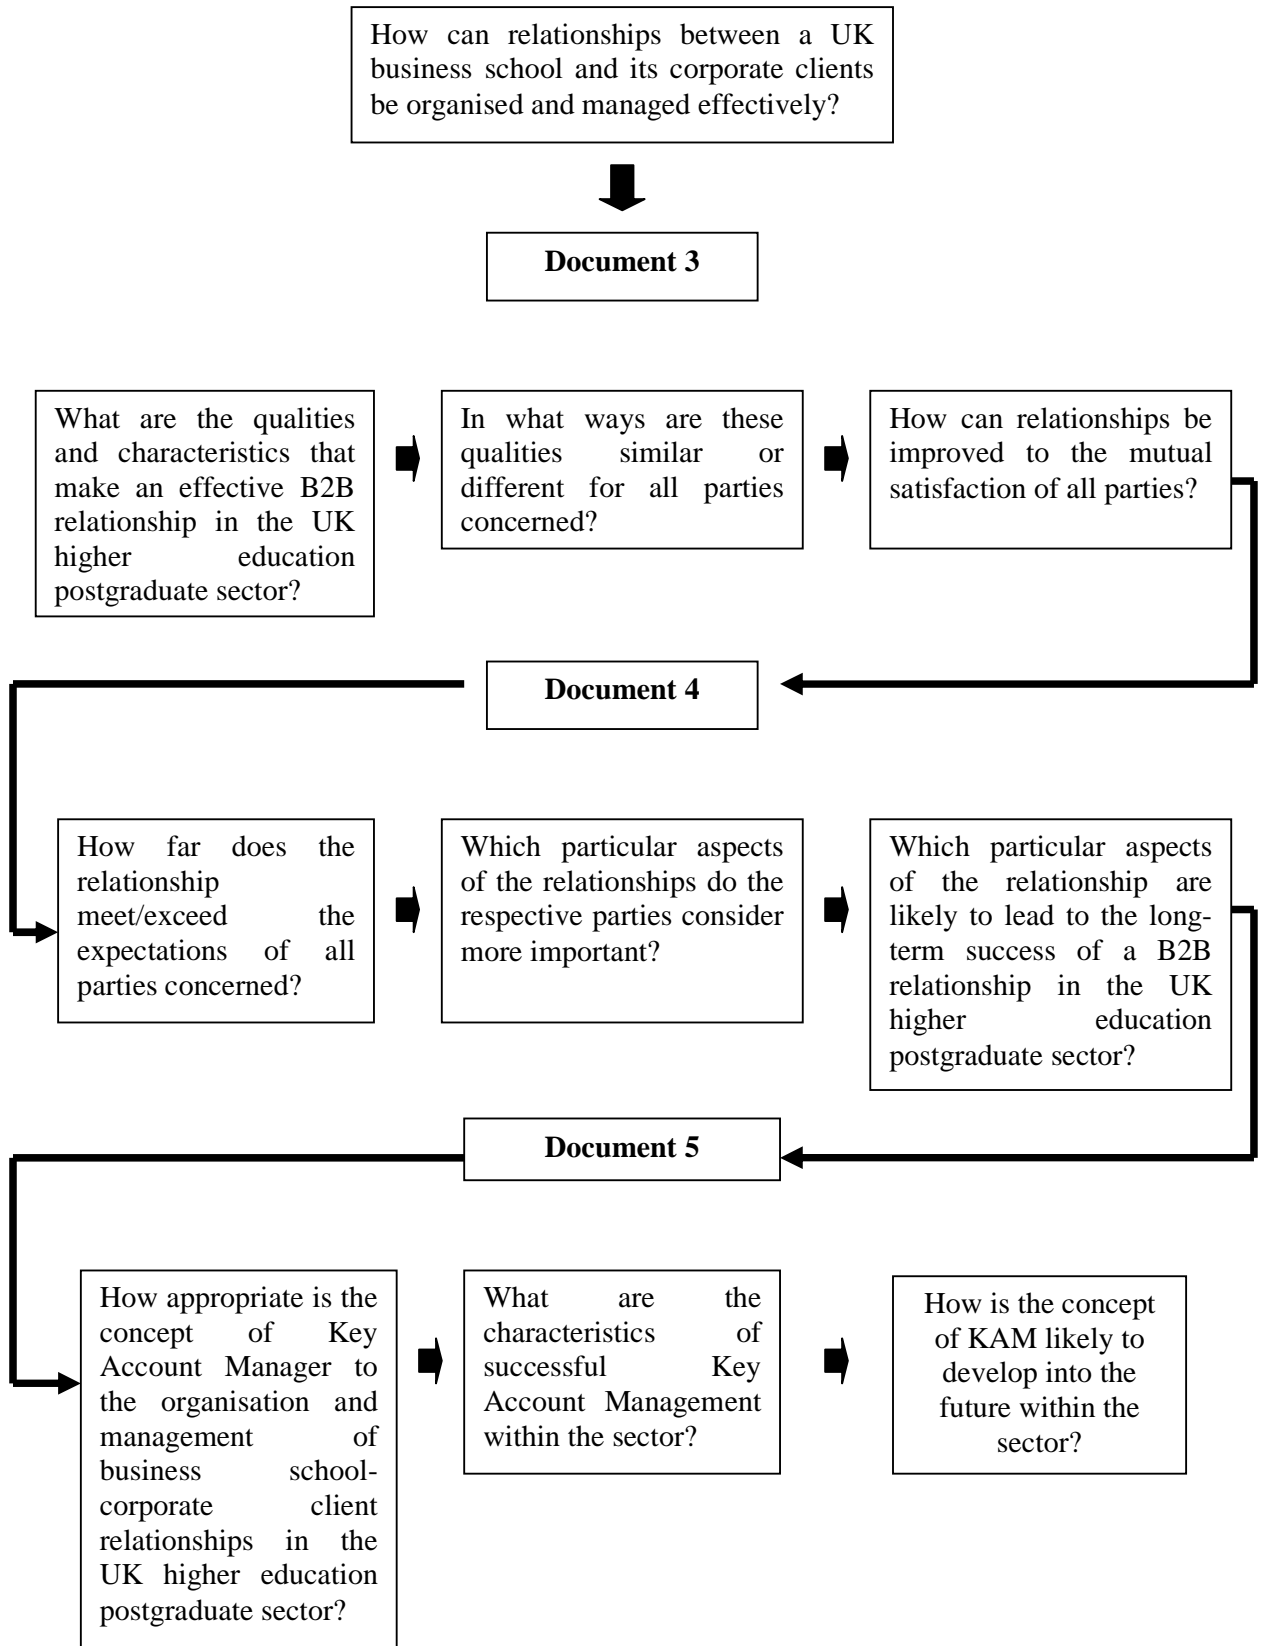 How can relationships between a UK
business school and its corporate clients
be organised and managed effectively?
Document 3
What are the qualities
and characteristics that
make an effective B2B
relationship in the UK
higher education
postgraduate sector?
In what ways are these
qualities similar or
different for all parties
concerned?
How can relationships be
improved to the mutual
satisfaction of all parties?
Document 4
How far does the
relationship
meet/exceed the
expectations of all
parties concerned?
Which particular aspects
of the relationships do the
respective parties consider
more important?
Which particular aspects
of the relationship are
likely to lead to the long-
term success of a B2B
relationship in the UK
higher education
postgraduate sector?
Document 5
How appropriate is the
concept of Key
Account Manager to
the organisation and
management of
business school-
corporate client
relationships in the
UK higher education
postgraduate sector?
What are the
characteristics of
successful Key
Account Management
within the sector?
How is the concept
of KAM likely to
develop into the
future within the
sector?